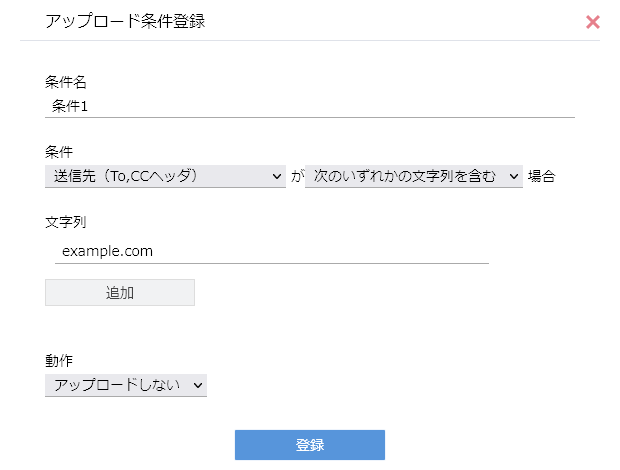 アップロード条件登録
条件名
条件1
条件
送信先（To,CCヘッダ） が 次のいずれかの文字列を含む 場合
文字列
example.com
追加
動作
アップロードしない
登録